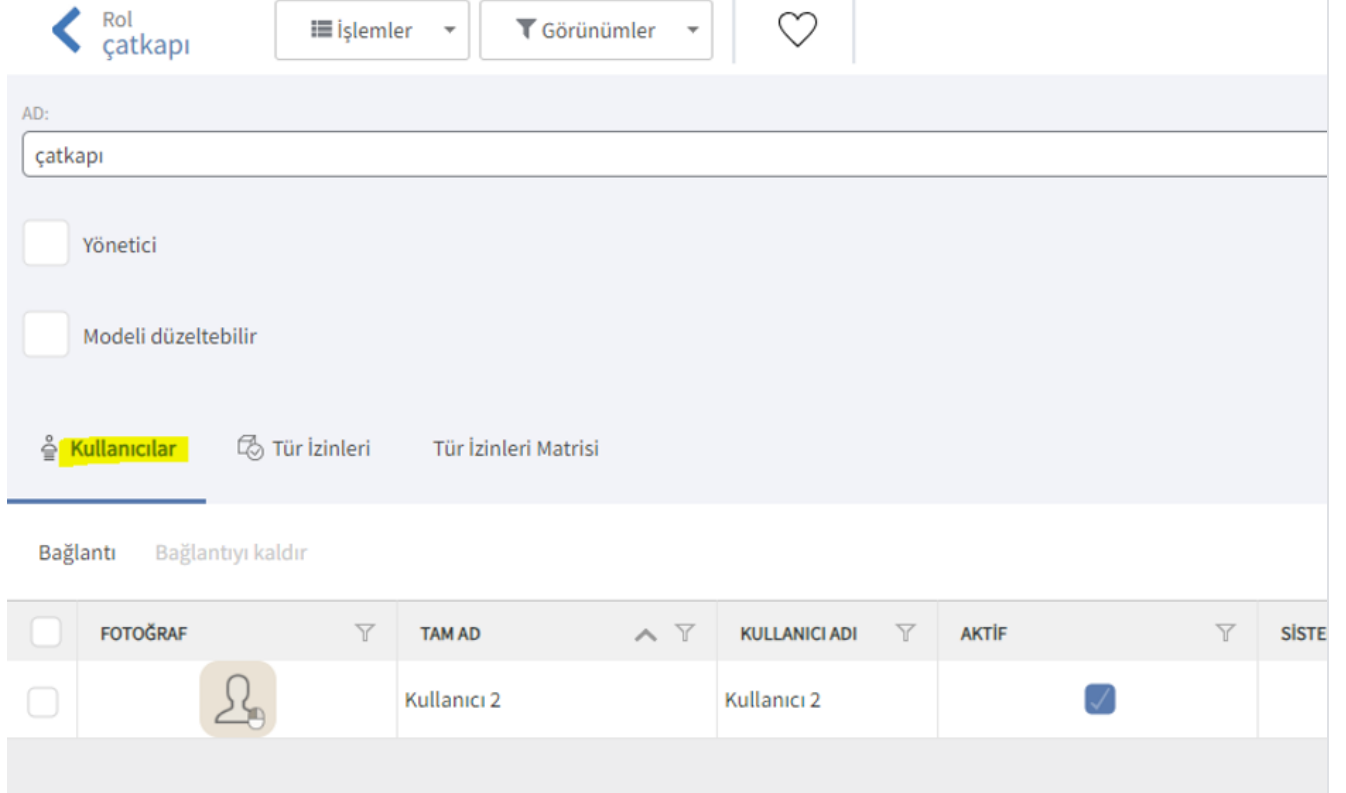 Rol
çatkapı
İşlemler
Görünümler
AD:
çatkapı
Yönetici
Modeli düzeltebilir
Kullanıcılar
Tür İzinleri
Tür İzinleri Matrisi
Bağlantı
Bağlantıyı kaldır
FOTOĞRAF
TAM AD
KULLANICI ADI
AKTİF
SİSTE
Kullanıcı 2
Kullanıcı 2